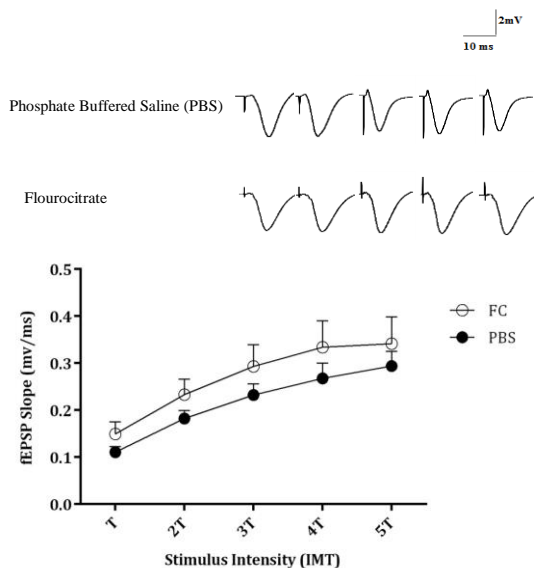 2mV
10 ms
Phosphate Buffered Saline (PBS)
Flourocitrate
0.5
0.4
0.3
0.2
0.1
0.0
fEPSP Slope (mv/ms)
FC
PBS
T
2T
3T
4T
5T
Stimulus Intensity (IMT)